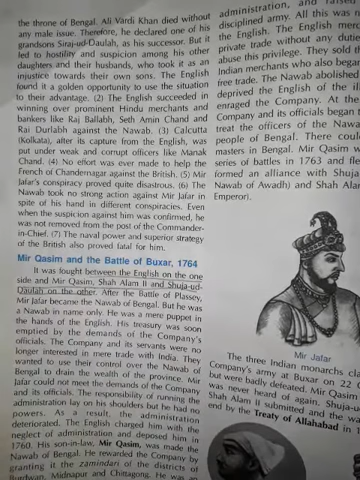 the throne of Bengal. Ali Vardi Khan died without
any male issue. Therefore, he declared one of his
grandsons Siraj-ud-Daulah, as his successor. But it
led to hostility and suspicion among his other
daughters and their husbands, who took it as an
injustice towards their own sons. The English
found it a golden opportunity to use the situation
to their advantage. (2) The English succeeded in
winning over prominent Hindu merchants and
bankers like Raj Ballabh, Seth Amin Chand and
Rai Durlabh against the Nawab. (3) Calcutta
(Kolkata), after its capture from the English, was
put under weak and corrupt officers like Manak
Chand. (4) No effort was ever made to help the
French of Chandernagar against the British. (5) Mir
Jafar's conspiracy proved quite disastrous. (6) The
Nawab took no strong action against Mir Jafar in
spite of his hand in different conspiracies. Even
when the suspicion against him was confirmed, he
was not removed from the post of the Commander-
in-Chief. (7) The naval power and superior strategy
of the British also proved fatal for him.
Mir Qasim and the Battle of Buxar, 1764
It was fought between the English on the one
side and Mir Qasim, Shah Alam II and Shuja-ud-
Daulah on the other. After the Battle of Plassey,
Mir Jafar became the Nawab of Bengal. But he was
a Nawab in name only. He was a mere puppet in
the hands of the English. His treasury was soon
emptied by the demands of the Company's
officials. The Company and its servants were no
longer interested in mere trade with India. They
wanted to use their control over the Nawab of
Bengal to drain the wealth of the province. Mir
Jafar could not meet the demands of the Company
and its officials. The responsibility of running the
administration lay on his shoulders but he had no
powers. As a result, the administration
deteriorated. The English charged him with the
neglect of administration and deposed him in
1760. His son-in-law, Mir Qasim, was made the
Nawab of Bengal. He rewarded the Company by
granting it the zamindari of the districts of
Burdwan, Midnapur and Chittagong. He was an
administration, and raised
disciplined army. All this was
the English. The English merc
private trade without any dutie
abuse this privilege. They sold t
Indian merchants who also began
free trade. The Nawab abolished
deprived the English of the ill
enraged the Company. At the
Company and its officials began t
treat the officers of the Nawa
people of Bengal. There coul
masters in Bengal. Mir Qasim w
series of battles in 1763 and fle
formed an alliance with Shuja
Nawab of Awadh) and Shah Alar
Emperor).
Mir Jafar
The three Indian monarchs cla
Company's army at Buxar on 22
but were badly defeated. Mir Qasim
was never heard of again. Shuja-u
Shah Alam II submitted and the wa
end by the Treaty of Allahabad in 1